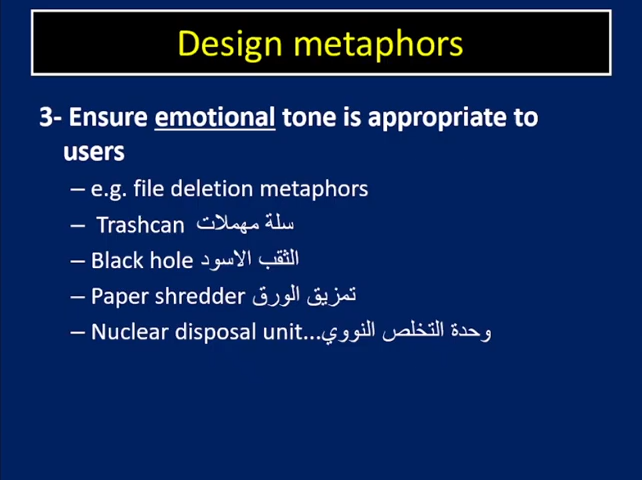 Design metaphors
3- Ensure emotional tone is appropriate to
users
– e.g. file deletion metaphors
– Trashcan سلة مهملات
– Black hole الثقب الاسود
– Paper shredder تمزيق الورق
– Nuclear disposal unit...وحدة التخلص النووي